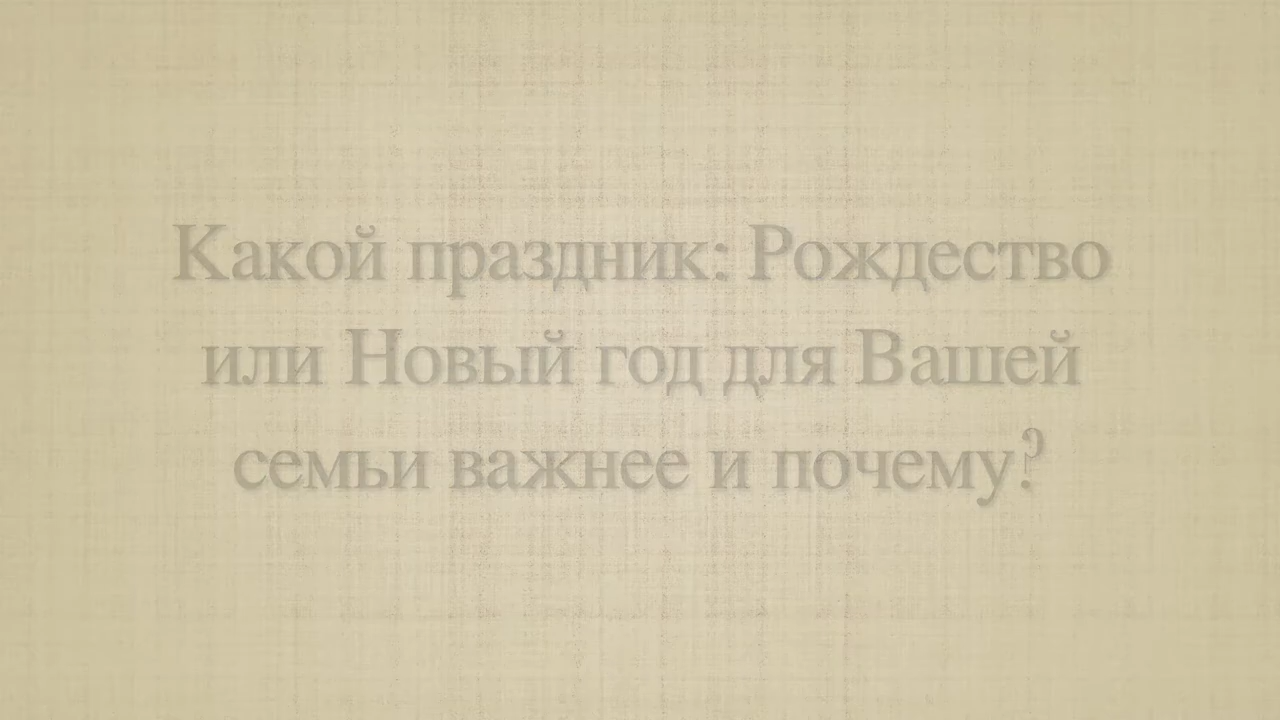 Какой праздник: Рождество
или Новый год для Вашей
семьи важнее и почему?